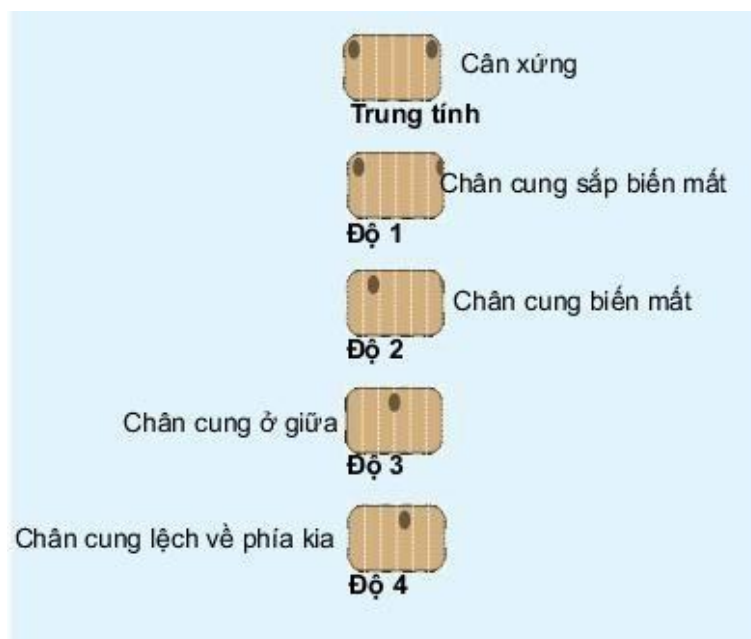 Cân xứng
Trung tính
Chân cung sắp biến mất
Độ 1
Chân cung biến mất
Độ 2
Chân cung ở giữa
Độ 3
Chân cung lệch về phía kia
Độ 4